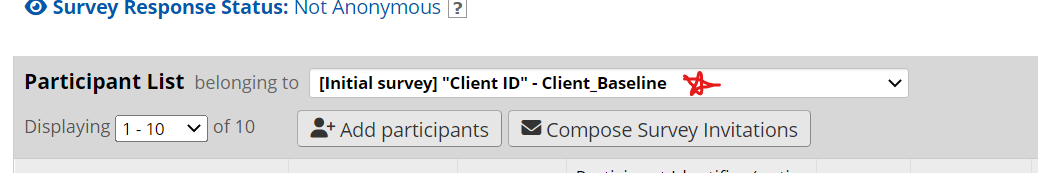 Survey Response Status: Not Anonymous ?
Participant List belonging to [Initial survey] "Client ID" - Client_Baseline
Displaying 1 - 10 of 10 Add participants Compose Survey Invitations